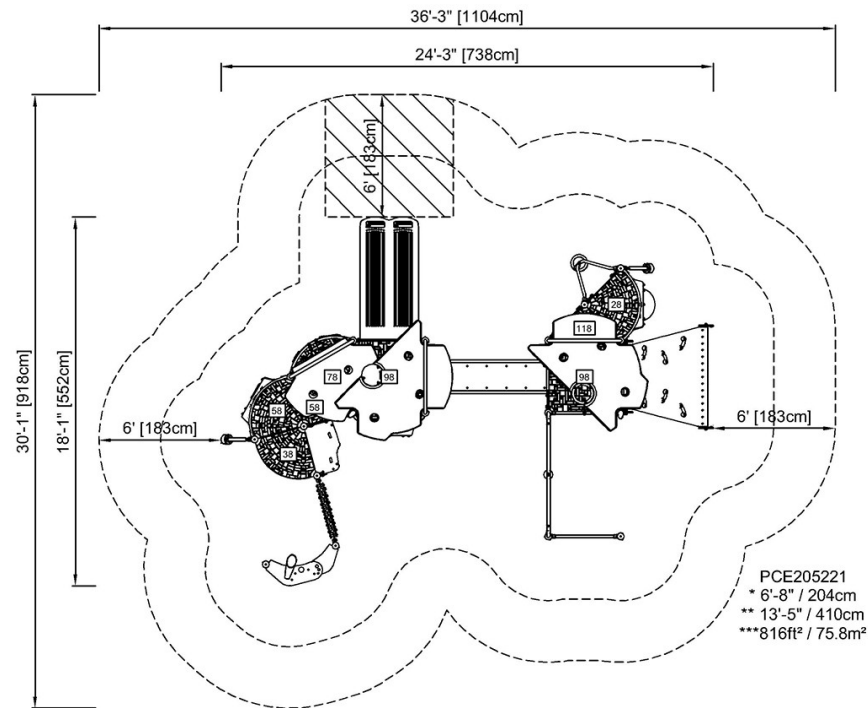 36'-3" [1104cm]
24'-3" [738cm]
6' [183cm]
30'-1" [918cm]
18'-1" [552cm]
28
118
78
98
98
58
58
6' [183cm]
6' [183cm]
38
PCE205221
* 6'-8" / 204cm
** 13'-5" / 410cm
***816ft² / 75.8m²